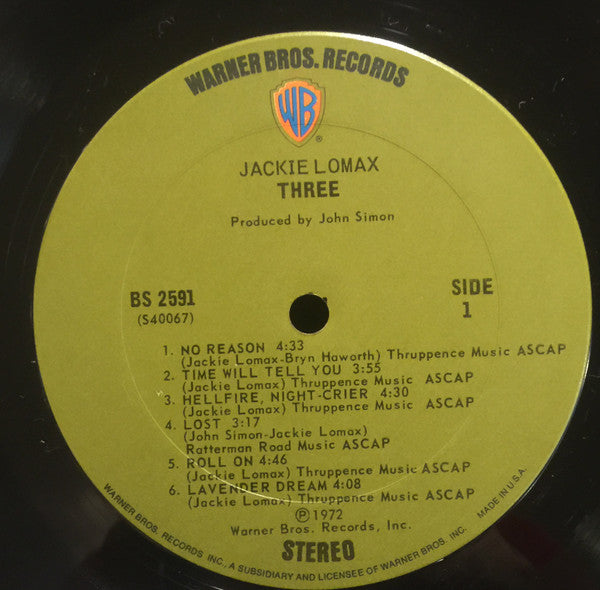 WARNER BROS. RECORDS
WB
®
JACKIE LOMAX
THREE
Produced by John Simon
BS 2591
(S40067)
SIDE
1
1. NO REASON 4:33
(Jackie Lomax-Bryn Haworth) Thruppence Music ASCAP
2. TIME WILL TELL YOU 3:55
(Jackie Lomax) Thruppence Music ASCAP
3. HELLFIRE, NIGHT-CRIER 4:30
(Jackie Lomax) Thruppence Music ASCAP
4. LOST 3:17
(John Simon-Jackie Lomax)
Ratterman Road Music ASCAP
5. ROLL ON 4:46
(Jackie Lomax) Thruppence Music ASCAP
6. LAVENDER DREAM 4:08
(Jackie Lomax) Thruppence Music ASCAP
Ⓟ 1972
Warner Bros. Records, Inc.
STEREO
WARNER BROS. RECORDS INC., A SUBSIDIARY AND LICENSEE OF WARNER BROS. INC. MADE IN U.S.A.